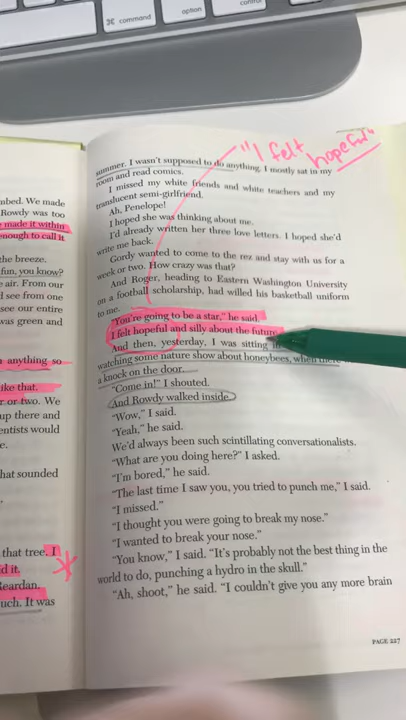 command
option
control
"I felt
hopeful"
summer. I wasn't supposed to do anything. I mostly sat in my
room and read comics.
I missed my white friends and white teachers and my
translucent semi-girlfriend.
Ah, Penelope!
I hoped she was thinking about me.
I'd already written her three love letters. I hoped she'd
write me back.
Gordy wanted to come to the rez and stay with us for a
week or two. How crazy was that?
And Roger, heading to Eastern Washington University
on a football scholarship, had willed his basketball uniform
to me.
"You're going to be a star," he said.
I felt hopeful and silly about the future.
And then, yesterday, I was sitting in
watching some nature show about honeybees, when there
a knock on the door.
"Come in!" I shouted.
And Rowdy walked inside.
"Wow," I said.
"Yeah," he said.
We'd always been such scintillating conversationalists.
"What are you doing here?" I asked.
"I'm bored," he said.
"The last time I saw you, you tried to punch me," I said.
"I missed."
"I thought you were going to break my nose."
"I wanted to break your nose."
"You know," I said. "It's probably not the best thing in the
world to do, punching a hydro in the skull."
"Ah, shoot," he said. "I couldn't give you any more brain
PAGE 227
mbed. We made
Rowdy was too
made it within
enough to call it
the breeze.
fun, you know?
e air. From our
d see from one
see our entire
was green and
anything so
ike that.
r or two. We
up there and
entists would
e.
hat sounded
that tree. I
d it.
Reardan.
uch. It was